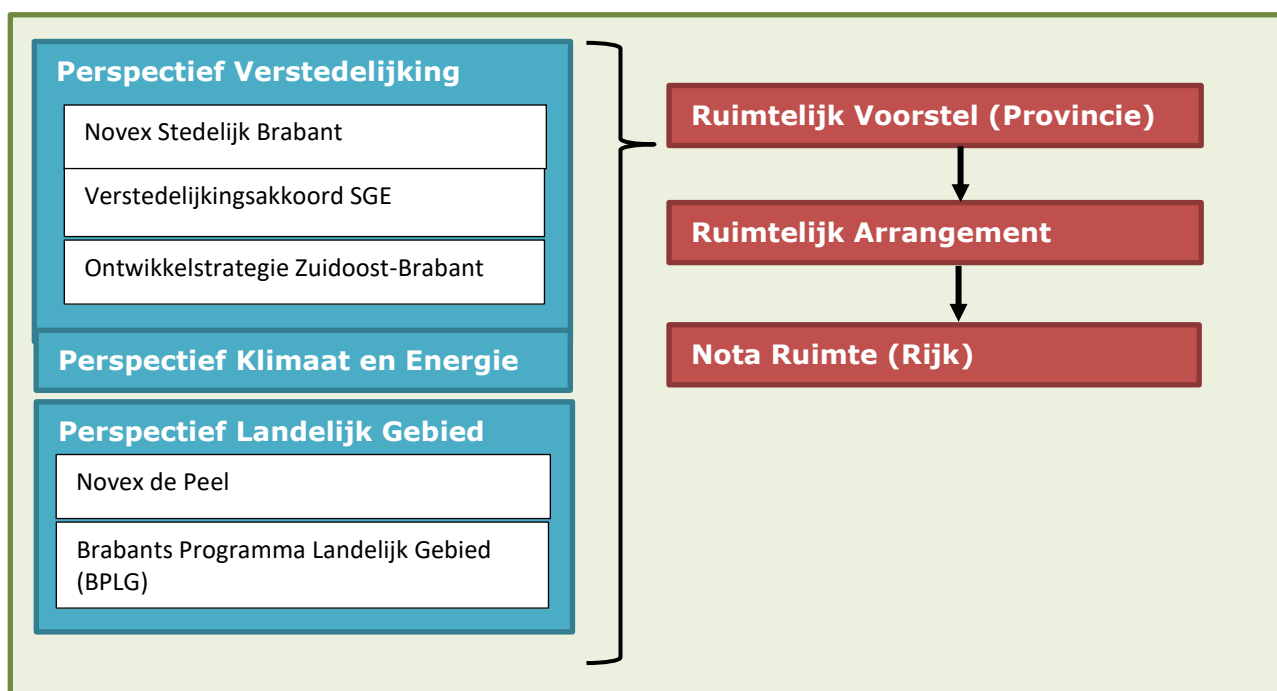 Perspectief Verstedelijking
Novex Stedelijk Brabant
Verstedelijkingsakkoord SGE
Ontwikkelstrategie Zuidoost-Brabant
Perspectief Klimaat en Energie
Perspectief Landelijk Gebied
Novex de Peel
Brabants Programma Landelijk Gebied
(BPLG)
Ruimtelijk Voorstel (Provincie)
Ruimtelijk Arrangement
Nota Ruimte (Rijk)